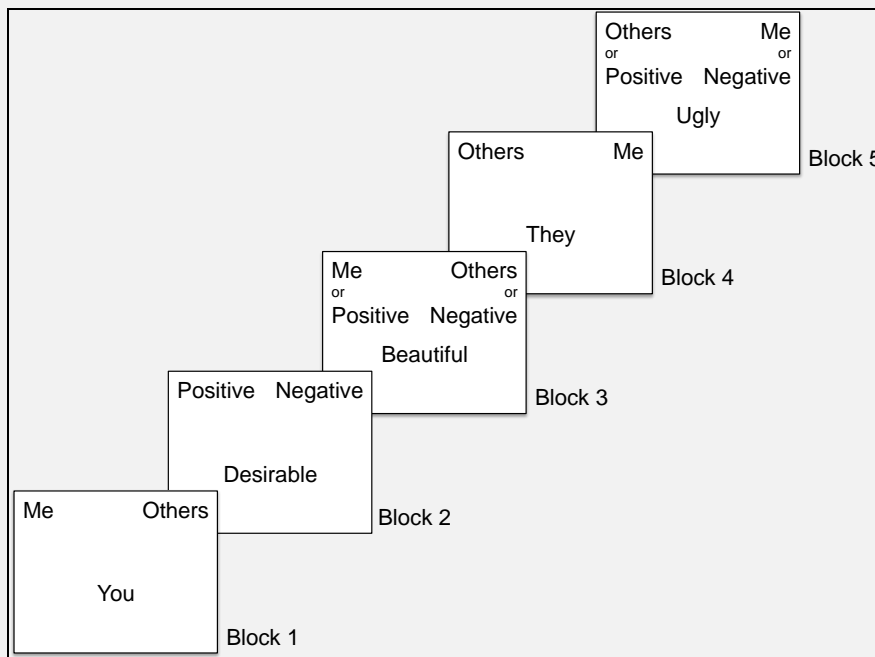 Others Me
or or
Positive Negative
Ugly
Block 5
Others Me
They
Block 4
Me Others
or or
Positive Negative
Beautiful
Block 3
Positive Negative
Desirable
Block 2
Me Others
You
Block 1